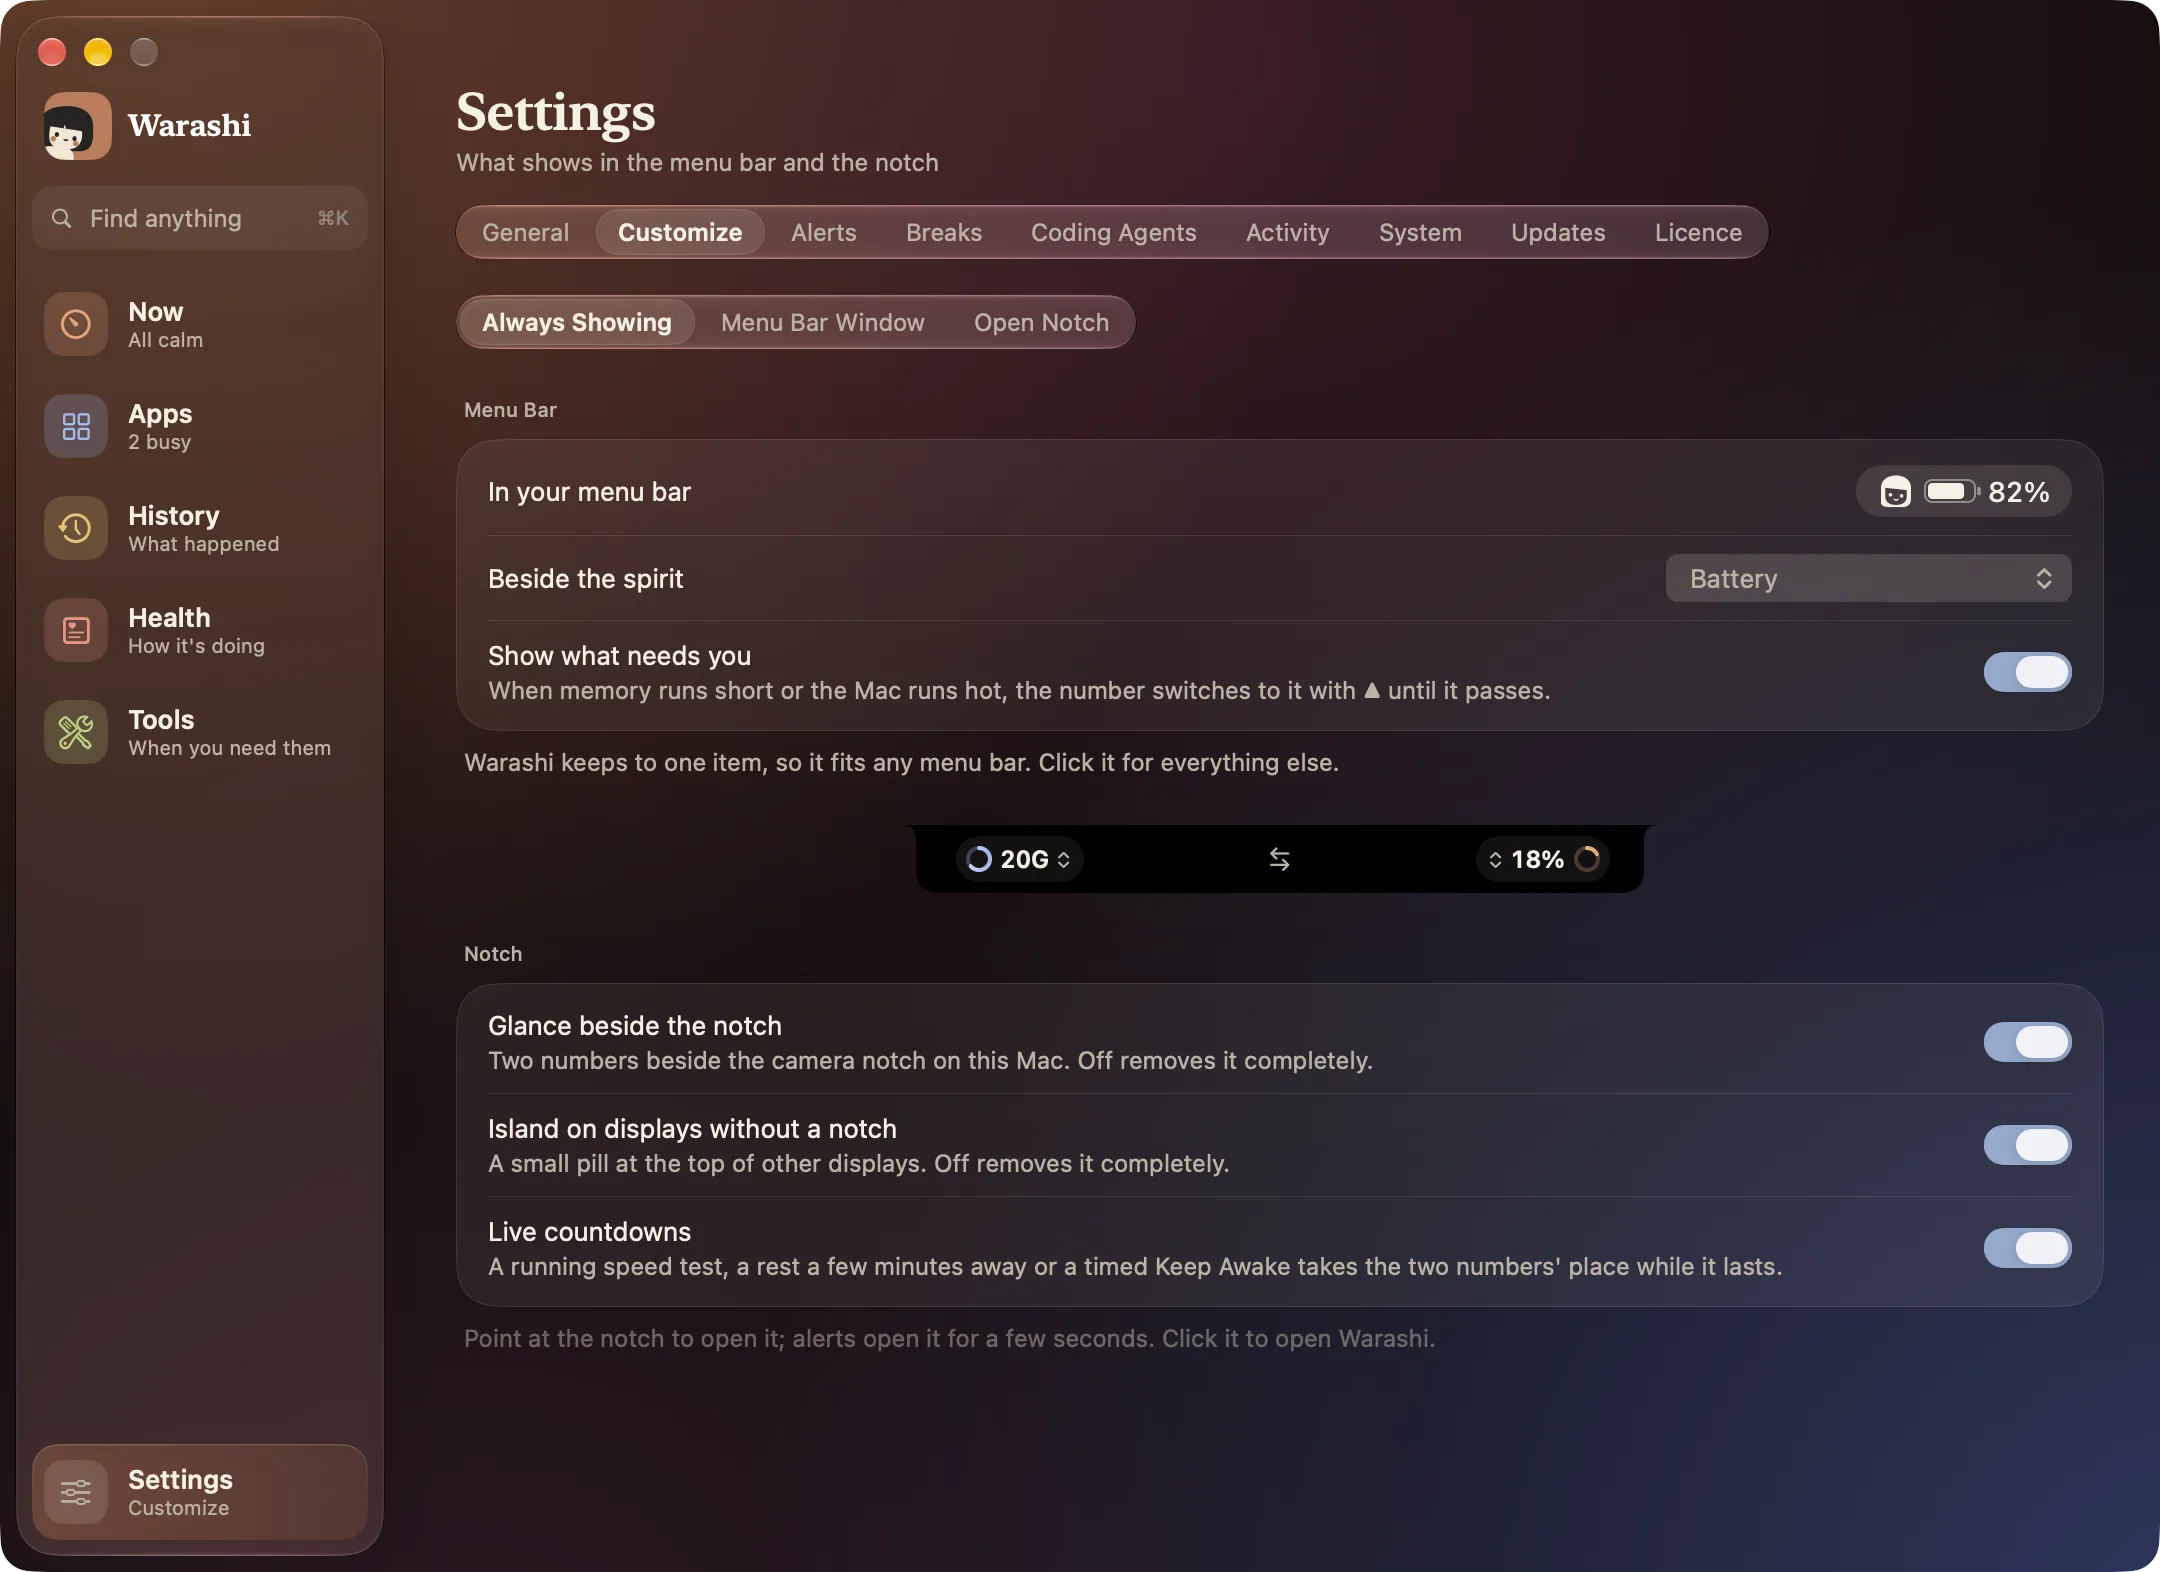 Warashi
Find anything ⌘K
Now
All calm
Apps
2 busy
History
What happened
Health
How it's doing
Tools
When you need them
Settings
Customize
Settings
What shows in the menu bar and the notch
General Customize Alerts Breaks Coding Agents Activity System Updates Licence
Always Showing Menu Bar Window Open Notch
Menu Bar
In your menu bar 82%
Beside the spirit Battery
Show what needs you
When memory runs short or the Mac runs hot, the number switches to it with ▲ until it passes.
Warashi keeps to one item, so it fits any menu bar. Click it for everything else.
20G 18%
Notch
Glance beside the notch
Two numbers beside the camera notch on this Mac. Off removes it completely.
Island on displays without a notch
A small pill at the top of other displays. Off removes it completely.
Live countdowns
A running speed test, a rest a few minutes away or a timed Keep Awake takes the two numbers' place while it lasts.
Point at the notch to open it; alerts open it for a few seconds. Click it to open Warashi.